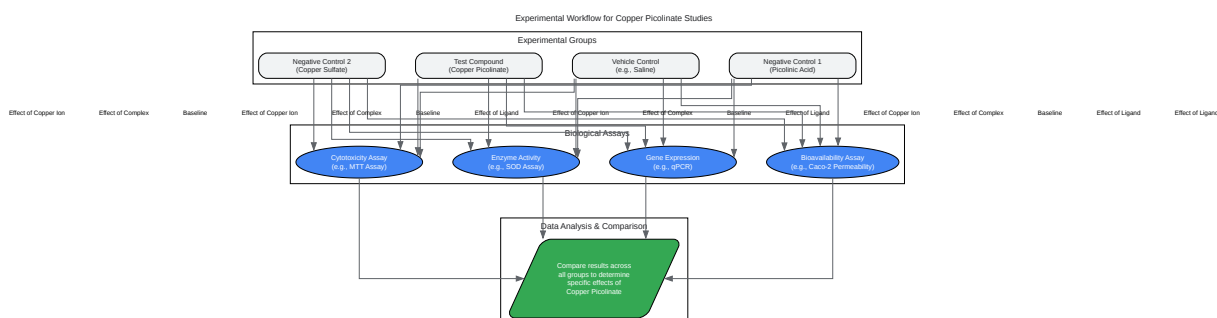 Experimental Workflow for Copper Picolinate Studies
Experimental Groups
Negative Control 2
(Copper Sulfate)
Test Compound
(Copper Picolinate)
Vehicle Control
(e.g., Saline)
Negative Control 1
(Picolinic Acid)
Effect of Copper Ion
Effect of Complex
Baseline
Effect of Copper Ion
Effect of Complex
Baseline
Effect of Ligand
Effect of Copper Ion
Effect of Complex
Baseline
Effect of Ligand
Effect of Copper Ion
Effect of Complex
Baseline
Effect of Ligand
Effect of Ligand
Biological Assays
Cytotoxicity Assay
(e.g., MTT Assay)
Enzyme Activity
(e.g., SOD Assay)
Gene Expression
(e.g., qPCR)
Bioavailability Assay
(e.g., Caco-2 Permeability)
Data Analysis & Comparison
Compare results across
all groups to determine
specific effects of
Copper Picolinate